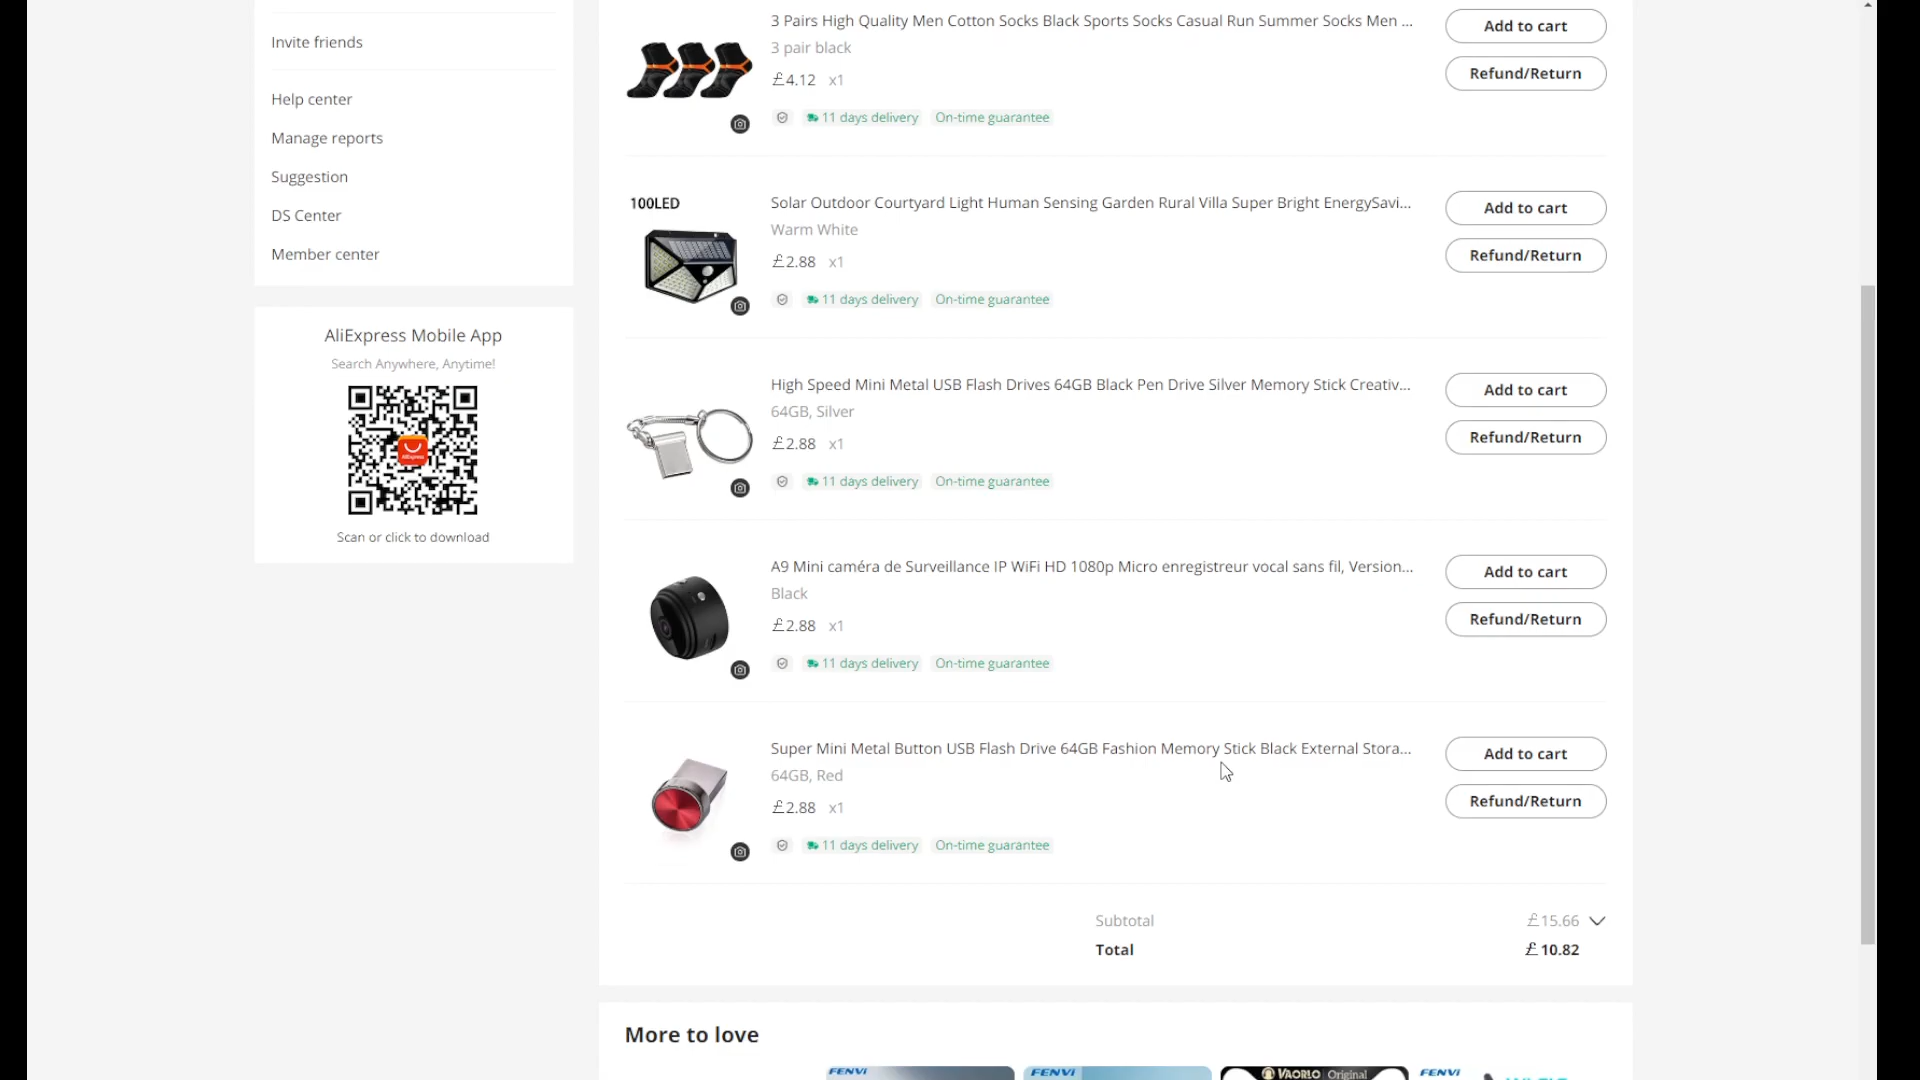 Invite friends
Help center
Manage reports
Suggestion
DS Center
Member center
AliExpress Mobile App
Search Anywhere, Anytime!
AliExpress
Scan or click to download
3 Pairs High Quality Men Cotton Socks Black Sports Socks Casual Run Summer Socks Men ...
3 pair black
£4.12 x1
11 days delivery On-time guarantee
Add to cart
Refund/Return
100LED
Solar Outdoor Courtyard Light Human Sensing Garden Rural Villa Super Bright EnergySavi...
Warm White
£2.88 x1
11 days delivery On-time guarantee
Add to cart
Refund/Return
High Speed Mini Metal USB Flash Drives 64GB Black Pen Drive Silver Memory Stick Creativ...
64GB, Silver
£2.88 x1
11 days delivery On-time guarantee
Add to cart
Refund/Return
A9 Mini caméra de Surveillance IP WiFi HD 1080p Micro enregistreur vocal sans fil, Version...
Black
£2.88 x1
11 days delivery On-time guarantee
Add to cart
Refund/Return
Super Mini Metal Button USB Flash Drive 64GB Fashion Memory Stick Black External Stora...
64GB, Red
£2.88 x1
11 days delivery On-time guarantee
Add to cart
Refund/Return
Subtotal £15.66
Total £10.82
More to love
FENVI FENVI VAORLO Original FENVI